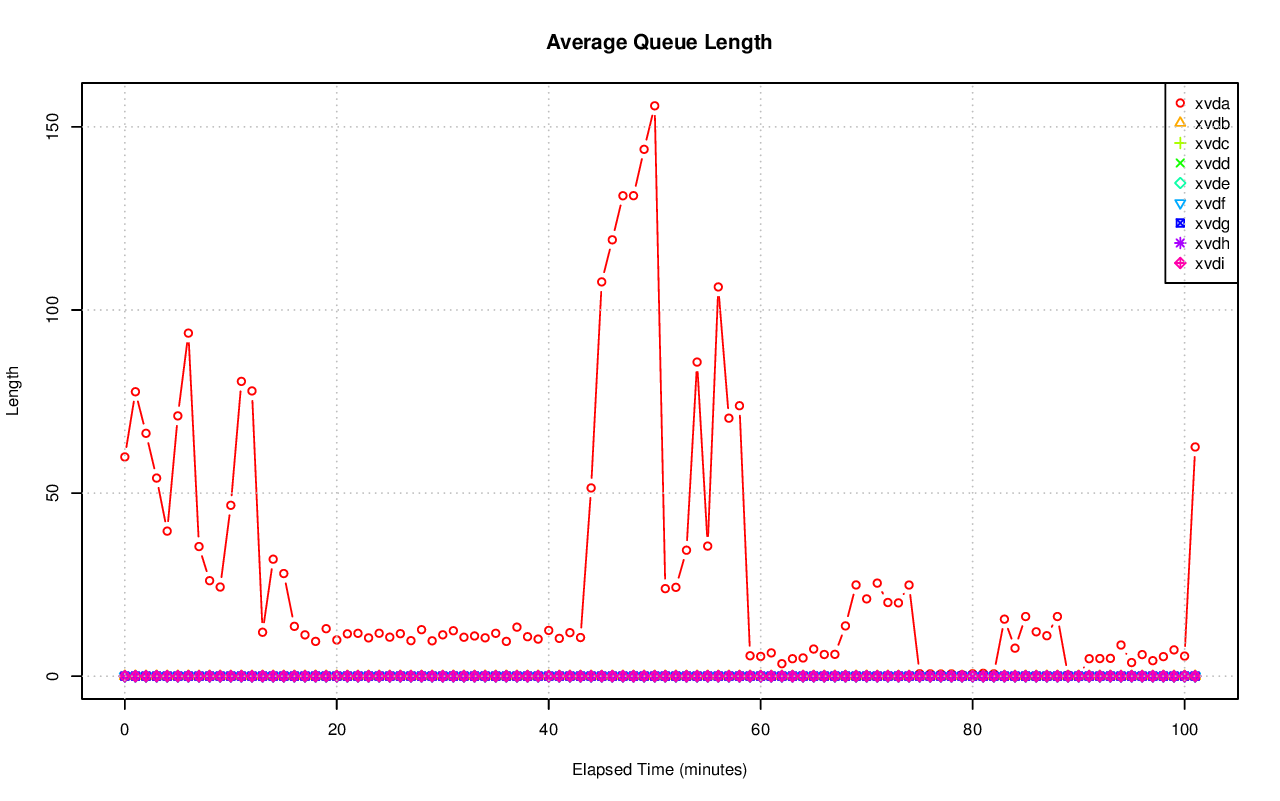 Average Queue Length
Length
150
100
50
0
0 20 40 60 80 100
Elapsed Time (minutes)
xvda
xvdb
xvdc
xvdd
xvde
xvdf
xvdg
xvdh
xvdi